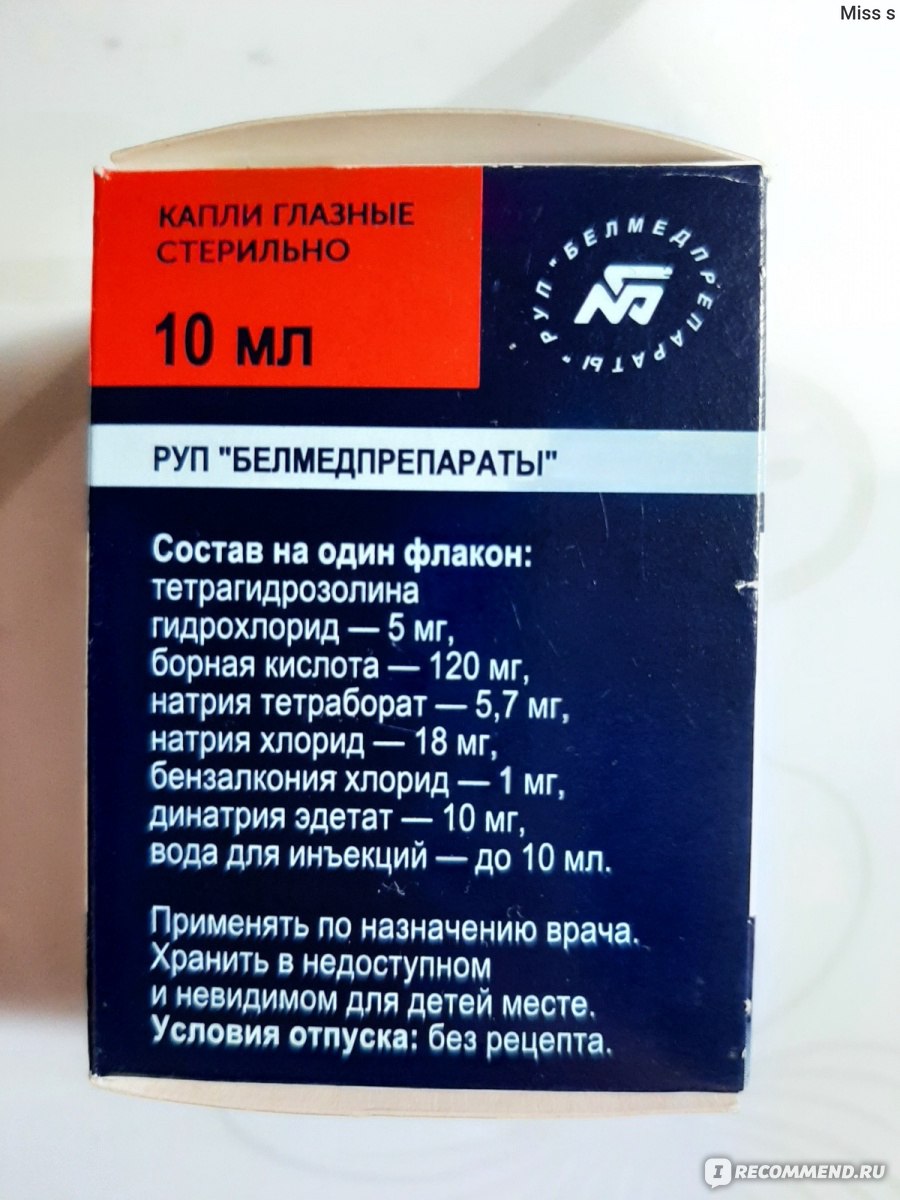 Miss s
КАПЛИ ГЛАЗНЫЕ
СТЕРИЛЬНО
10 мл
РУП "БЕЛМЕДПРЕПАРАТЫ"
РУП "БЕЛМЕДПРЕПАРАТЫ"
Состав на один флакон:
тетрагидрозолина
гидрохлорид — 5 мг,
борная кислота — 120 мг,
натрия тетраборат — 5,7 мг,
натрия хлорид — 18 мг,
бензалкония хлорид — 1 мг,
динатрия эдетат — 10 мг,
вода для инъекций — до 10 мл.
Применять по назначению врача.
Хранить в недоступном
и невидимом для детей месте.
Условия отпуска: без рецепта.
I RECOMMEND.RU